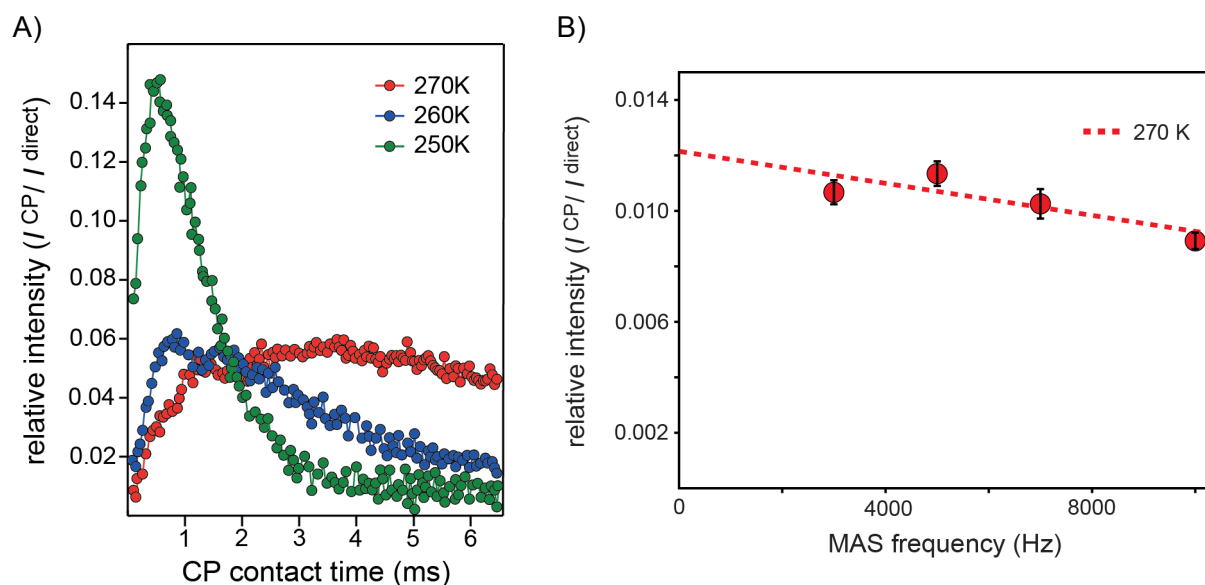 A)
relative intensity (I CP/ I direct)
0.14
0.12
0.10
0.08
0.06
0.04
0.02
270K
260K
250K
1 2 3 4 5 6
CP contact time (ms)
B)
relative intensity (I CP/ I direct)
0.014
0.010
0.006
0.002
270 K
0 4000 8000
MAS frequency (Hz)